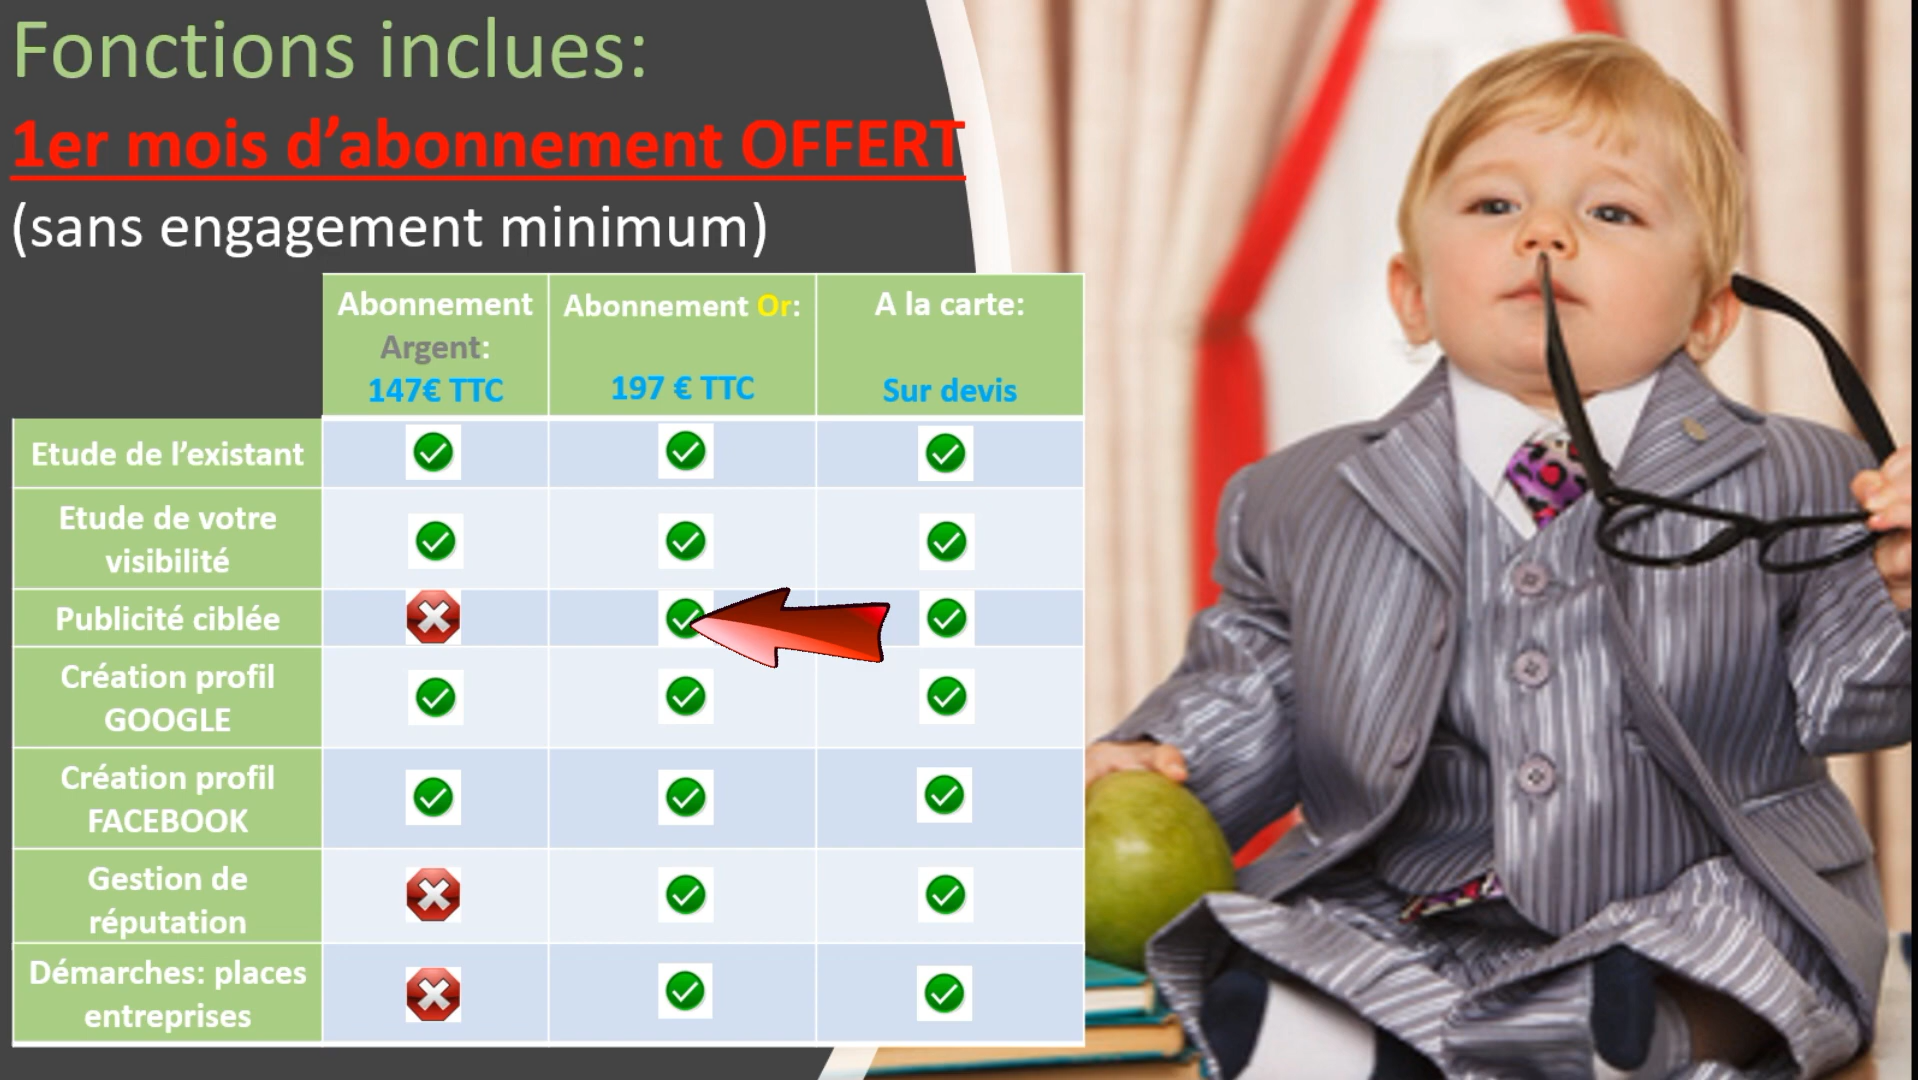 Fonctions inclues:
1er mois d’abonnement OFFERT
(sans engagement minimum)
Abonnement
Argent:
147€ TTC
Abonnement Or:
197 € TTC
A la carte:
Sur devis
Etude de l’existant
Etude de votre
visibilité
Publicité ciblée
Création profil
GOOGLE
Création profil
FACEBOOK
Gestion de
réputation
Démarches: places
entreprises